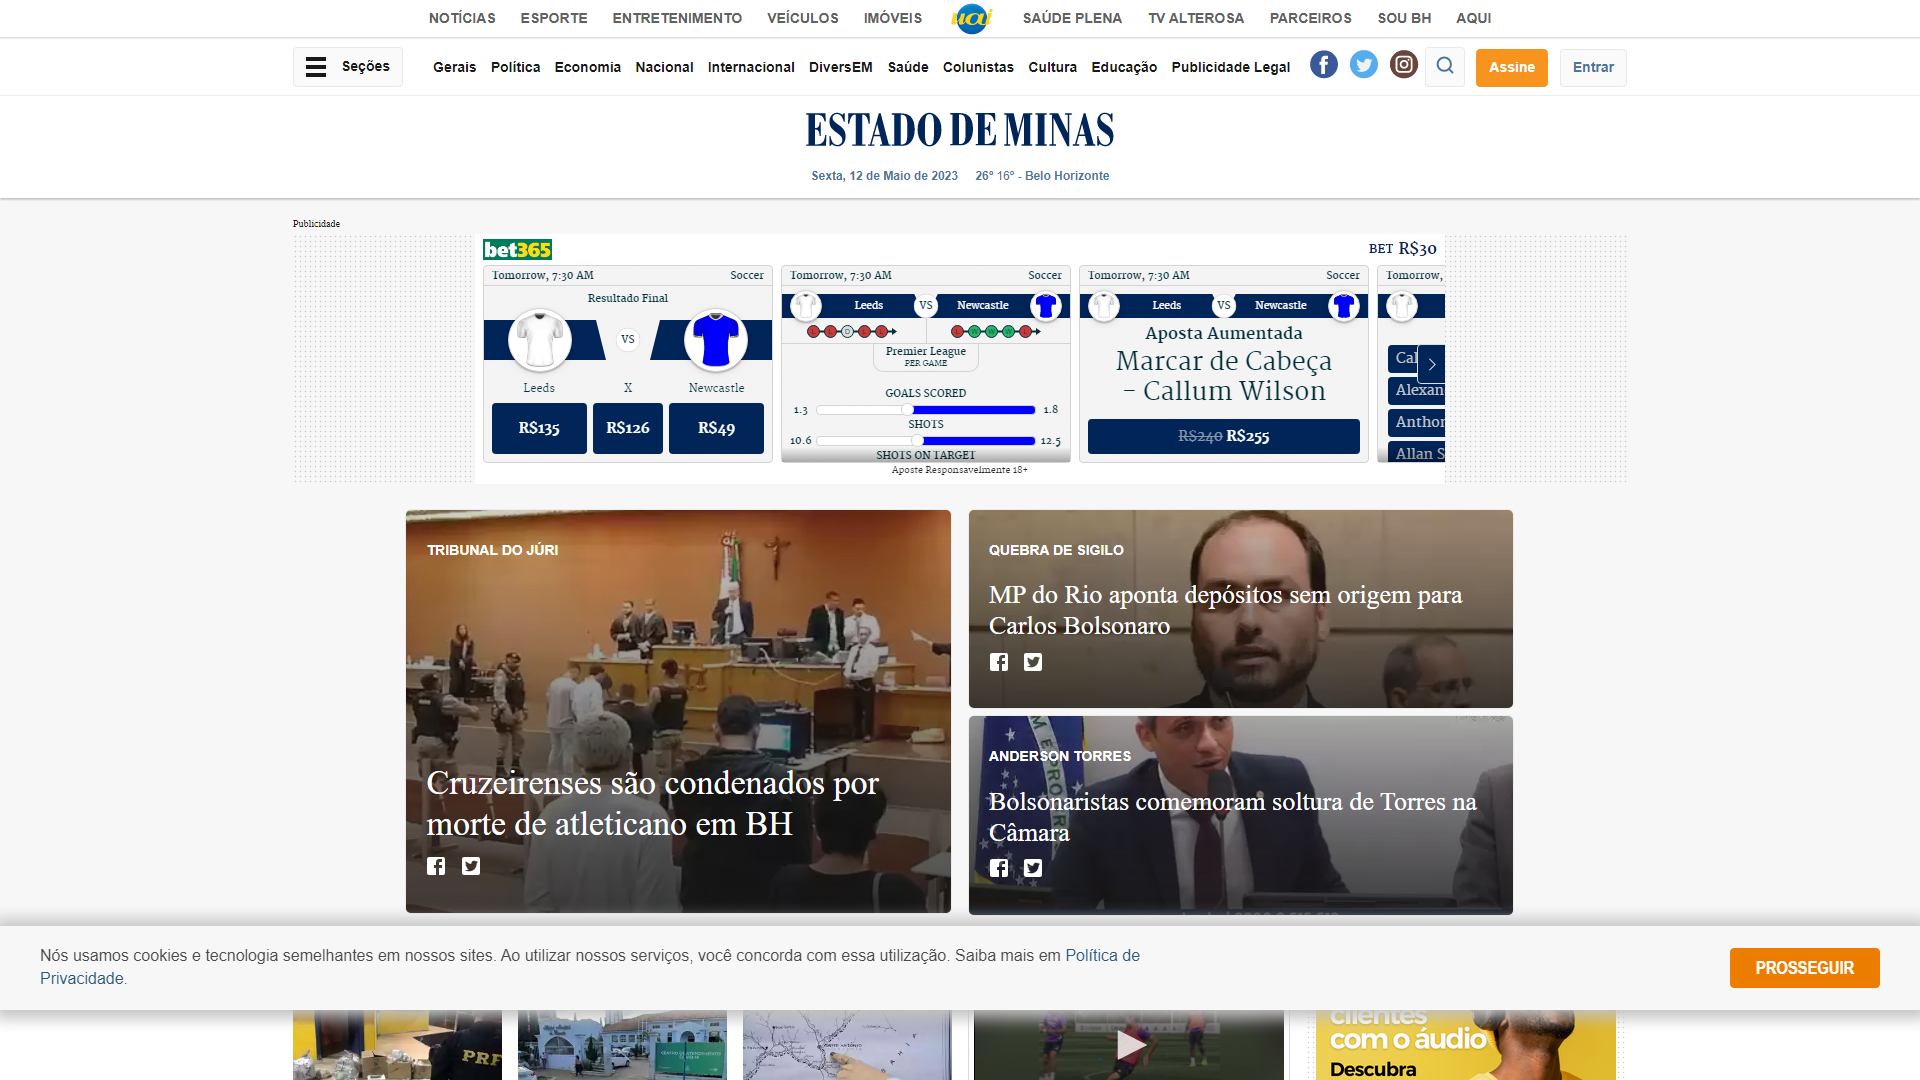 NOTÍCIAS ESPORTE ENTRETENIMENTO VEÍCULOS IMÓVEIS uai SAÚDE PLENA TV ALTEROSA PARCEIROS SOU BH AQUI
Seções Gerais Política Economia Nacional Internacional DiversEM Saúde Colunistas Cultura Educação Publicidade Legal Assine Entrar
ESTADO DE MINAS
Sexta, 12 de Maio de 2023 26º 16º - Belo Horizonte
Publicidade
bet365 BET R$30
Tomorrow, 7:30 AM Soccer
Resultado Final
VS
Leeds X Newcastle
R$135 R$126 R$49
Tomorrow, 7:30 AM Soccer
Leeds VS Newcastle
Premier League
PER GAME
GOALS SCORED
1.3 1.8
SHOTS
10.6 12.5
SHOTS ON TARGET
Tomorrow, 7:30 AM Soccer
Leeds VS Newcastle
Aposta Aumentada
Marcar de Cabeça
– Callum Wilson
R$240 R$255
Tomorrow,
Cal
Alexan
Anthon
Allan S
Aposte Responsavelmente 18+
TRIBUNAL DO JÚRI
Cruzeirenses são condenados por
morte de atleticano em BH
QUEBRA DE SIGILO
MP do Rio aponta depósitos sem origem para
Carlos Bolsonaro
ANDERSON TORRES
Bolsonaristas comemoram soltura de Torres na
Câmara
Nós usamos cookies e tecnologia semelhantes em nossos sites. Ao utilizar nossos serviços, você concorda com essa utilização. Saiba mais em Política de
Privacidade.
PROSSEGUIR
PRF
clientes
com o áudio
Descubra